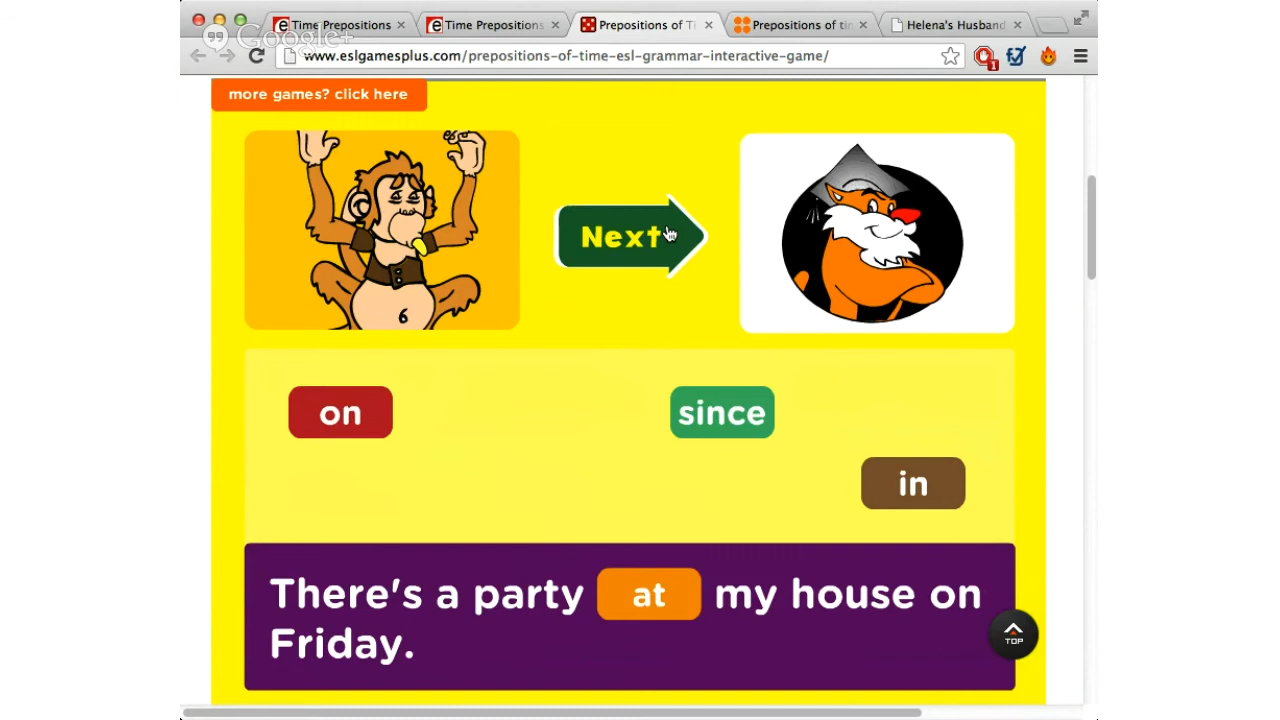 Time Prepositions
Time Prepositions
Prepositions of Ti
Prepositions of tim
Helena's Husband
Google+
www.eslgamesplus.com/prepositions-of-time-esl-grammar-interactive-game/
1
more games? click here
Next
6
on
since
in
There's a party at my house on
Friday.
TOP